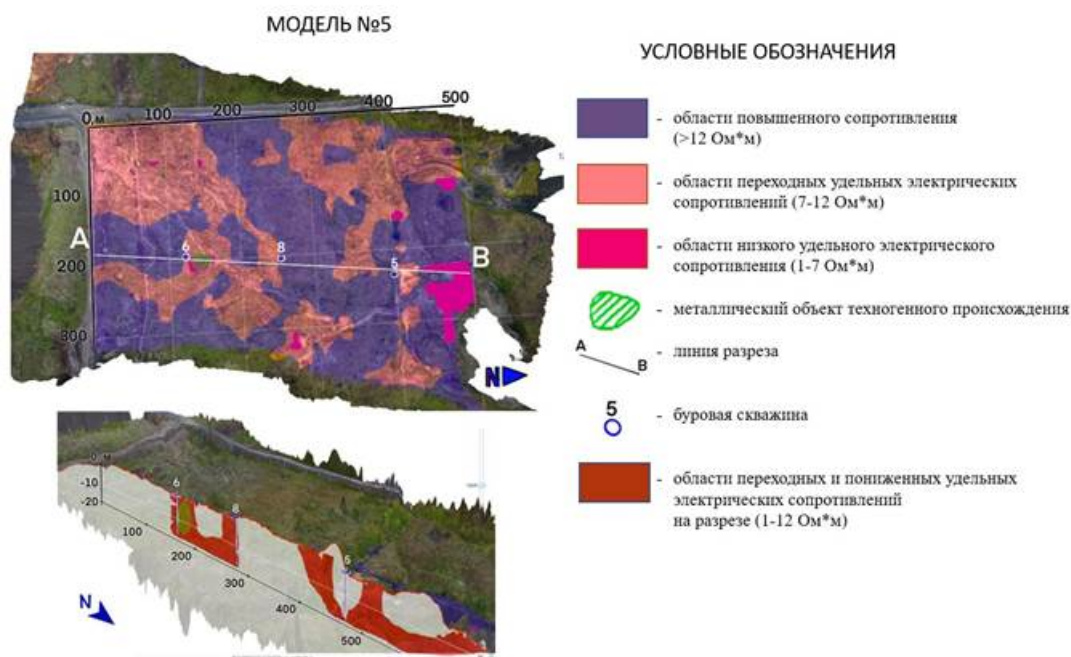 МОДЕЛЬ №5
УСЛОВНЫЕ ОБОЗНАЧЕНИЯ
0 м 100 200 300 400 500
100
A
200
300
6
8
5
B
N
- области повышенного сопротивления
(>12 Ом*м)
- области переходных удельных электрических
сопротивлений (7-12 Ом*м)
- области низкого удельного электрического
сопротивления (1-7 Ом*м)
- металлический объект техногенного происхождения
A
B
- линия разреза
5
- буровая скважина
- области переходных и пониженных удельных
электрических сопротивлений
на разрезе (1-12 Ом*м)
0 м
-10
-20
100
200
300
400
500
6
8
5
N